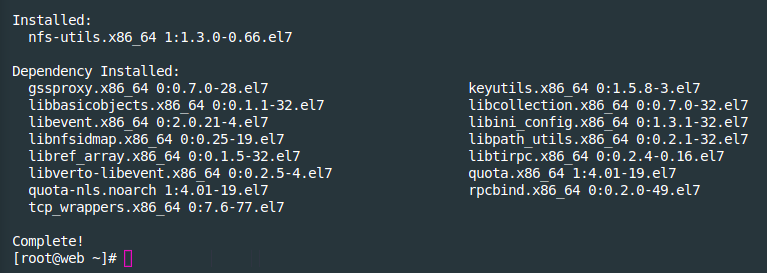 Installed:
nfs-utils.x86_64 1:1.3.0-0.66.el7
Dependency Installed:
gssproxy.x86_64 0:0.7.0-28.el7 keyutils.x86_64 0:1.5.8-3.el7
libbasicobjects.x86_64 0:0.1.1-32.el7 libcollection.x86_64 0:0.7.0-32.el7
libevent.x86_64 0:2.0.21-4.el7 libini_config.x86_64 0:1.3.1-32.el7
libnfsidmap.x86_64 0:0.25-19.el7 libpath_utils.x86_64 0:0.2.1-32.el7
libref_array.x86_64 0:0.1.5-32.el7 libtirpc.x86_64 0:0.2.4-0.16.el7
libverto-libevent.x86_64 0:0.2.5-4.el7 quota.x86_64 1:4.01-19.el7
quota-nls.noarch 1:4.01-19.el7 rpcbind.x86_64 0:0.2.0-49.el7
tcp_wrappers.x86_64 0:7.6-77.el7
Complete!
[root@web ~]#